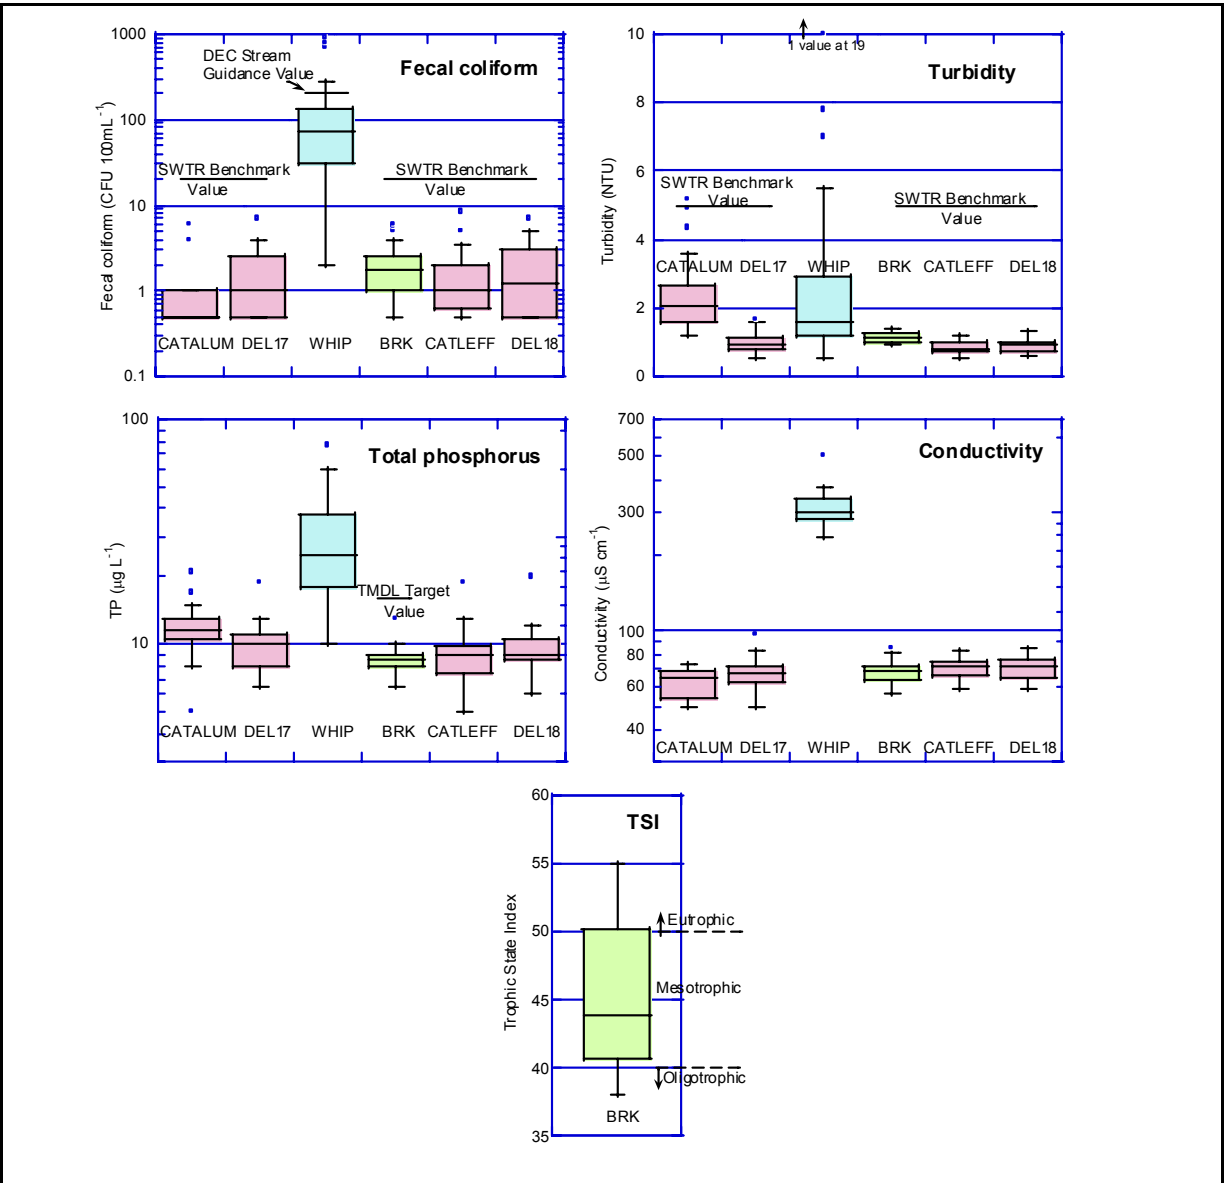 1000
100
10
1
0.1
Fecal coliform (CFU 100mL-1)
DEC Stream
Guidance Value
Fecal coliform
SWTR Benchmark
Value
SWTR Benchmark
Value
CATALUM DEL17 WHIP BRK CATLEFF DEL18
10
8
6
4
2
0
Turbidity (NTU)
1 value at 19
Turbidity
SWTR Benchmark
Value
SWTR Benchmark
Value
CATALUM DEL17 WHIP BRK CATLEFF DEL18
100
10
TP (μg L-1)
Total phosphorus
TMDL Target
Value
CATALUM DEL17 WHIP BRK CATLEFF DEL18
700
500
300
100
80
60
40
Conductivity (μS cm-1)
Conductivity
CATALUM DEL17 WHIP BRK CATLEFF DEL18
60
55
50
45
40
35
Trophic State Index
TSI
Eutrophic
Mesotrophic
Oligotrophic
BRK